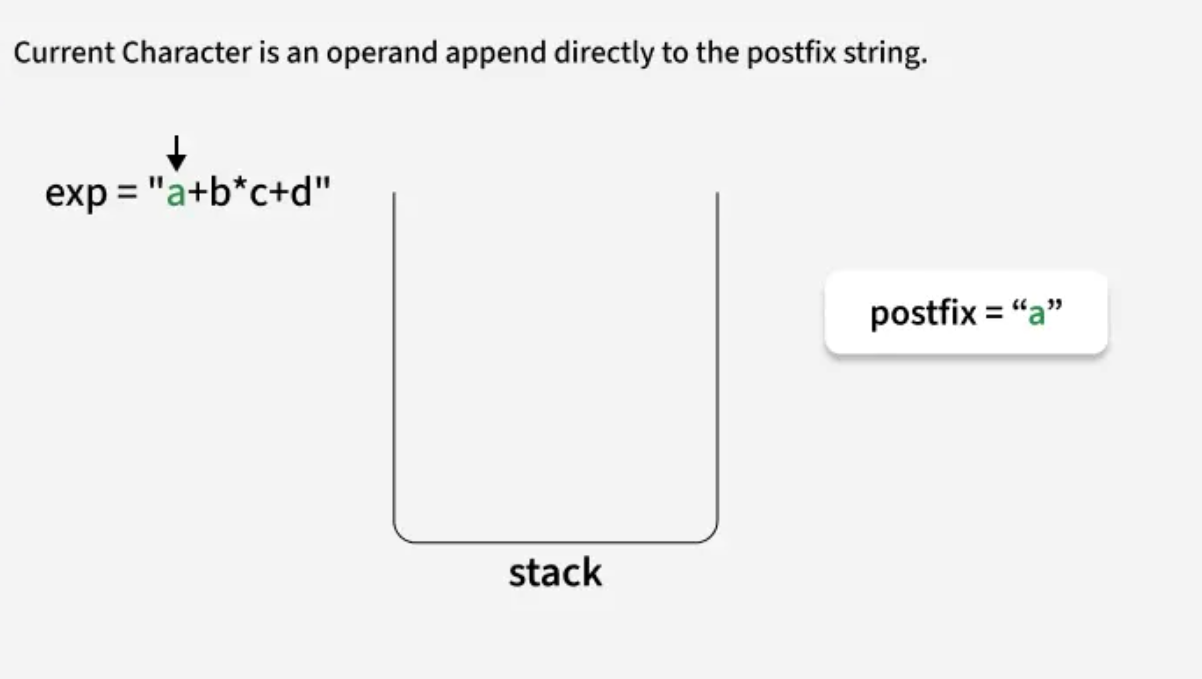 Current Character is an operand append directly to the postfix string.
exp = "a+b*c+d"
postfix = “a”
stack